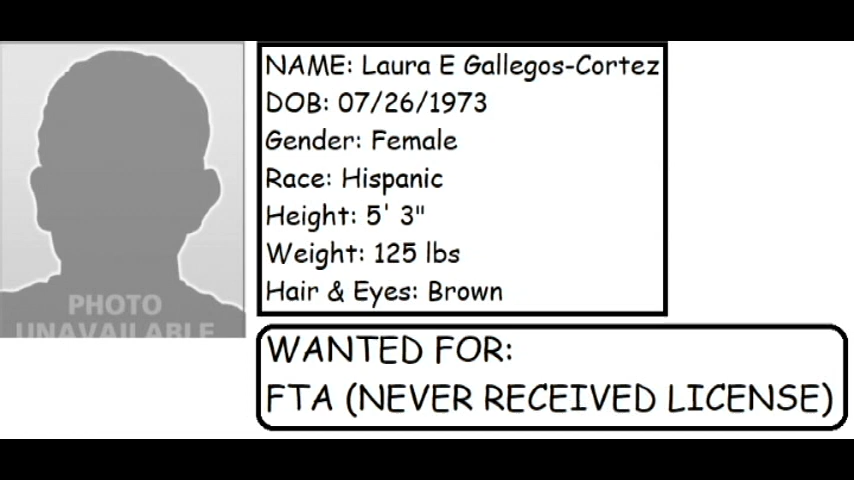 NAME: Laura E Gallegos-Cortez
DOB: 07/26/1973
Gender: Female
Race: Hispanic
Height: 5' 3"
Weight: 125 lbs
Hair & Eyes: Brown
PHOTO
UNAVAILABLE
WANTED FOR:
FTA (NEVER RECEIVED LICENSE)